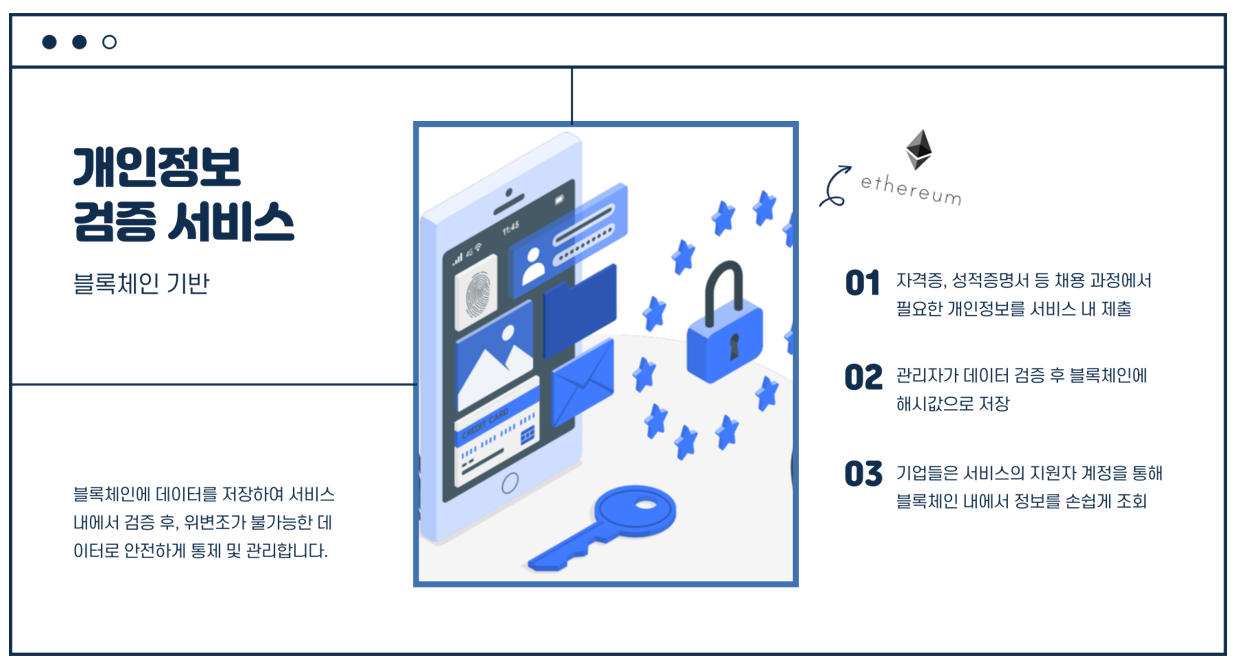 개인정보
검증 서비스
블록체인 기반
블록체인에 데이터를 저장하여 서비스
내에서 검증 후, 위변조가 불가능한 데
이터로 안전하게 통제 및 관리합니다.
4G
11:45
CREDIT CARD
ethereum
01 자격증, 성적증명서 등 채용 과정에서
필요한 개인정보를 서비스 내 제출
02 관리자가 데이터 검증 후 블록체인에
해시값으로 저장
03 기업들은 서비스의 지원자 계정을 통해
블록체인 내에서 정보를 손쉽게 조회